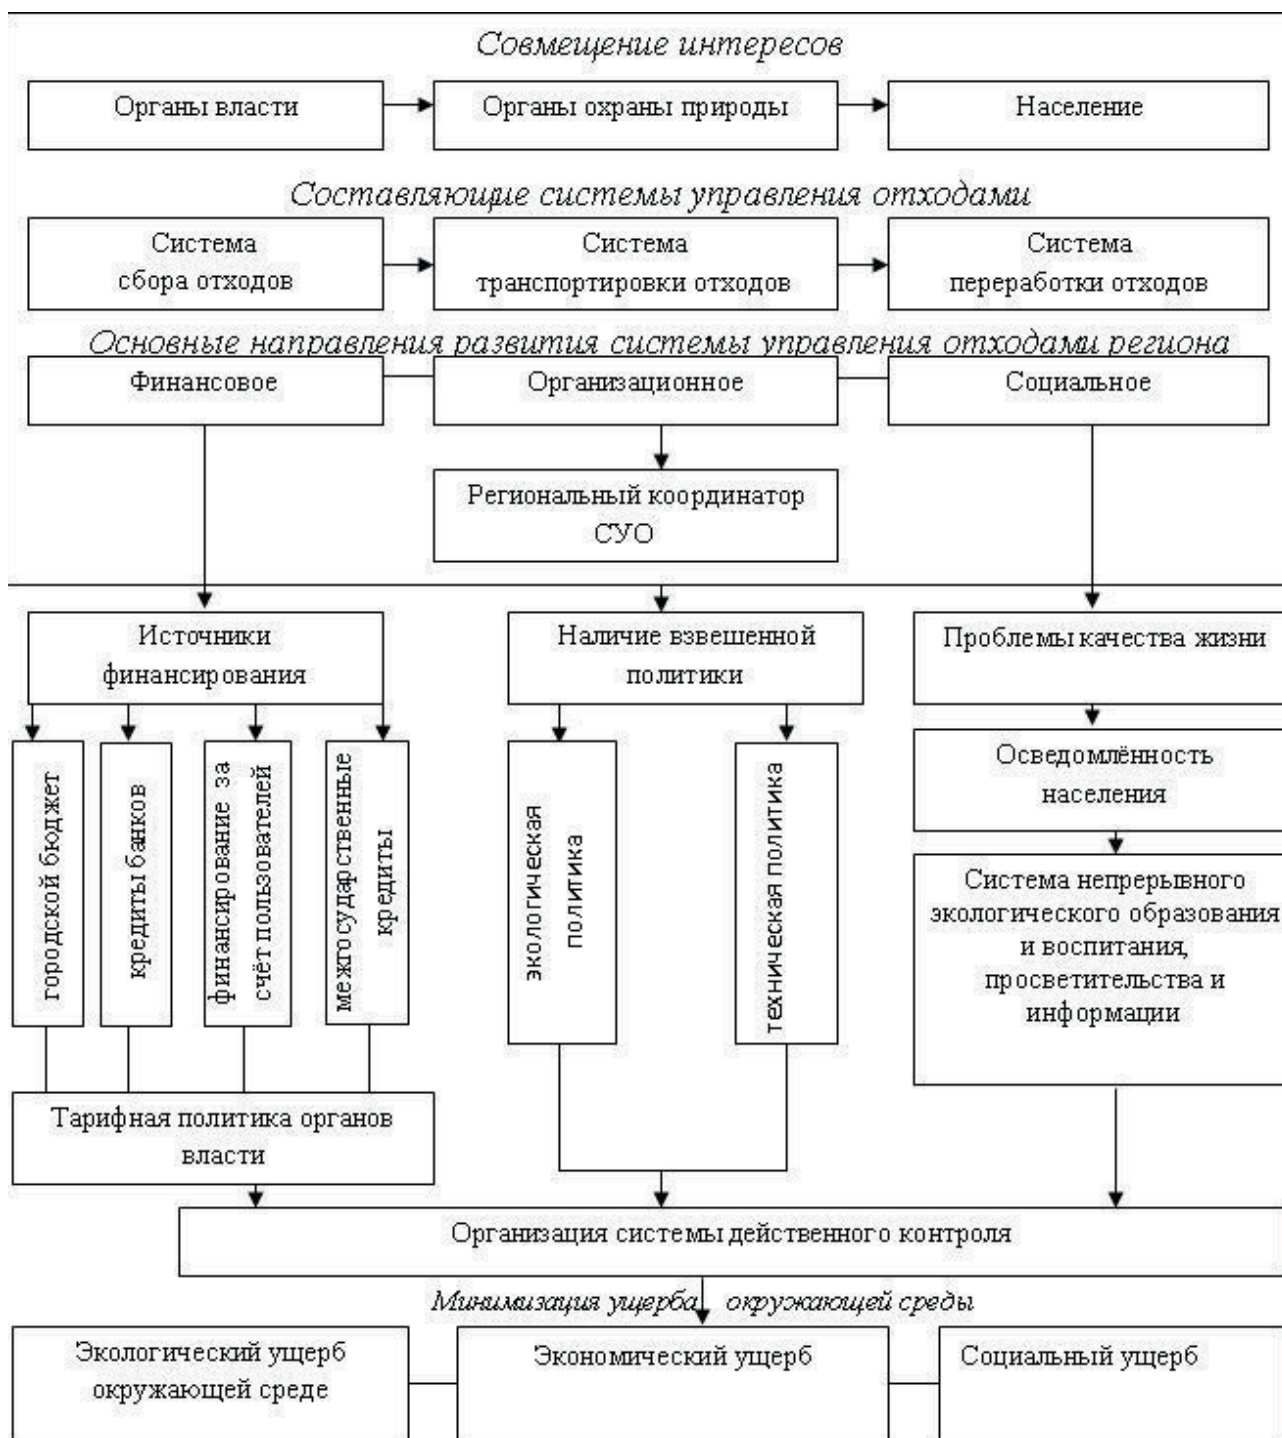 Совмещение интересов
Органы власти
Органы охраны природы
Население
Составляющие системы управления отходами
Система
сбора отходов
Система
транспортировки отходов
Система
переработки отходов
Основные направления развития системы управления отходами региона
Финансовое
Организационное
Социальное
Региональный координатор
СУО
Источники
финансирования
Наличие взвешенной
политики
Проблемы качества жизни
городской бюджет
кредиты банков
финансирование за
счёт пользователей
межгосударственные
кредиты
экологическая
политика
техническая политика
Осведомлённость
населения
Система непрерывного
экологического образования
и воспитания,
просветительства и
информации
Тарифная политика органов
власти
Организация системы действенного контроля
Минимизация ущерба окружающей среды
Экологический ущерб
окружающей среде
Экономический ущерб
Социальный ущерб